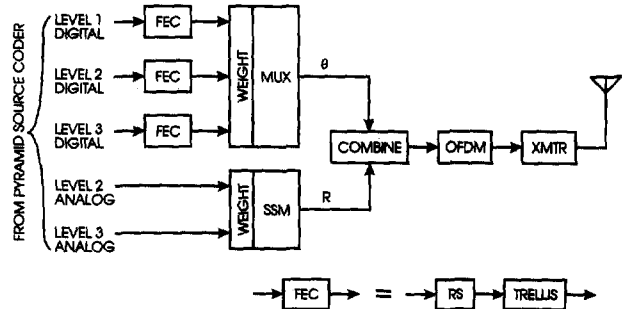 FROM PYRAMID SOURCE CODER
LEVEL 1
DIGITAL
FEC
LEVEL 2
DIGITAL
FEC
LEVEL 3
DIGITAL
FEC
WEIGHT
MUX
θ
LEVEL 2
ANALOG
LEVEL 3
ANALOG
WEIGHT
SSM
R
COMBINE
OFDM
XMTR
FEC
=
RS
TRELLIS